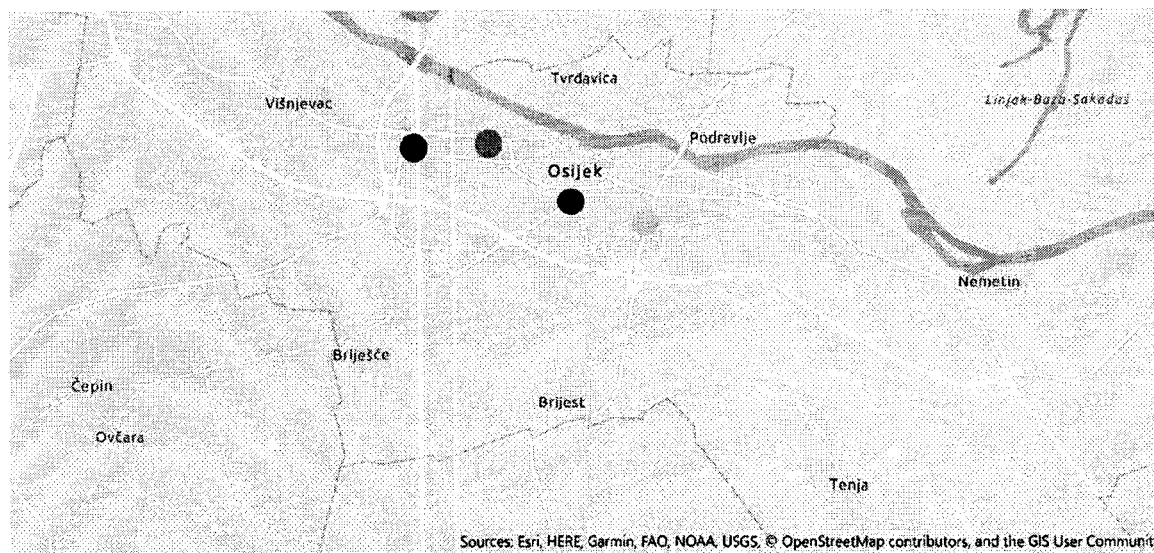 Tvrđavica
Višnjevac
Linjak-Bara-Sakadaš
Podravlje
Osijek
Nemetin
Briješće
Čepin
Brijest
Ovčara
Tenja
Sources: Esri, HERE, Garmin, FAO, NOAA, USGS, © OpenStreetMap contributors, and the GIS User Communit